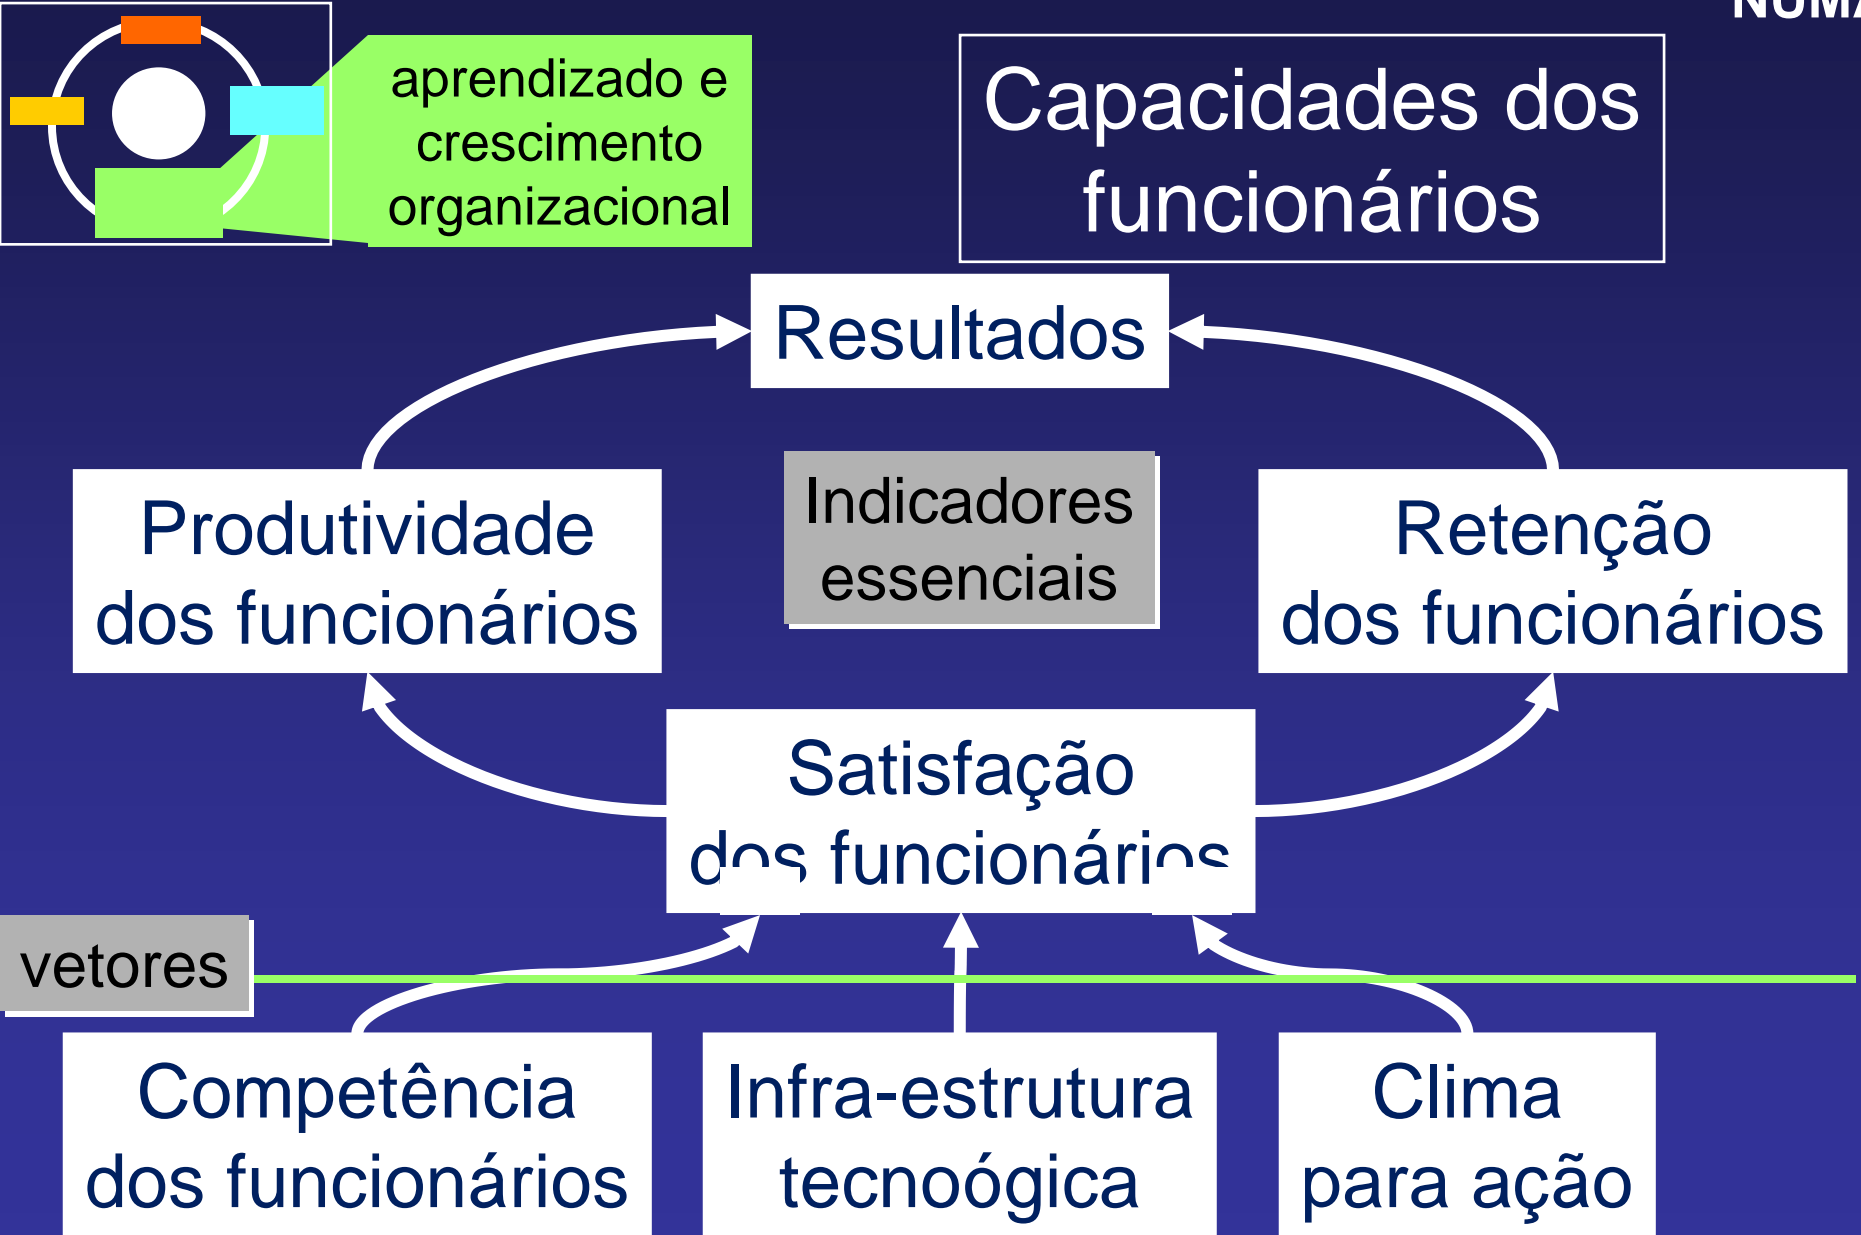 aprendizado e
crescimento
organizacional
Capacidades dos
funcionários
Resultados
Produtividade
dos funcionários
Indicadores
essenciais
Retenção
dos funcionários
Satisfação
dos funcionários
vetores
Competência
dos funcionários
Infra-estrutura
tecnoógica
Clima
para ação